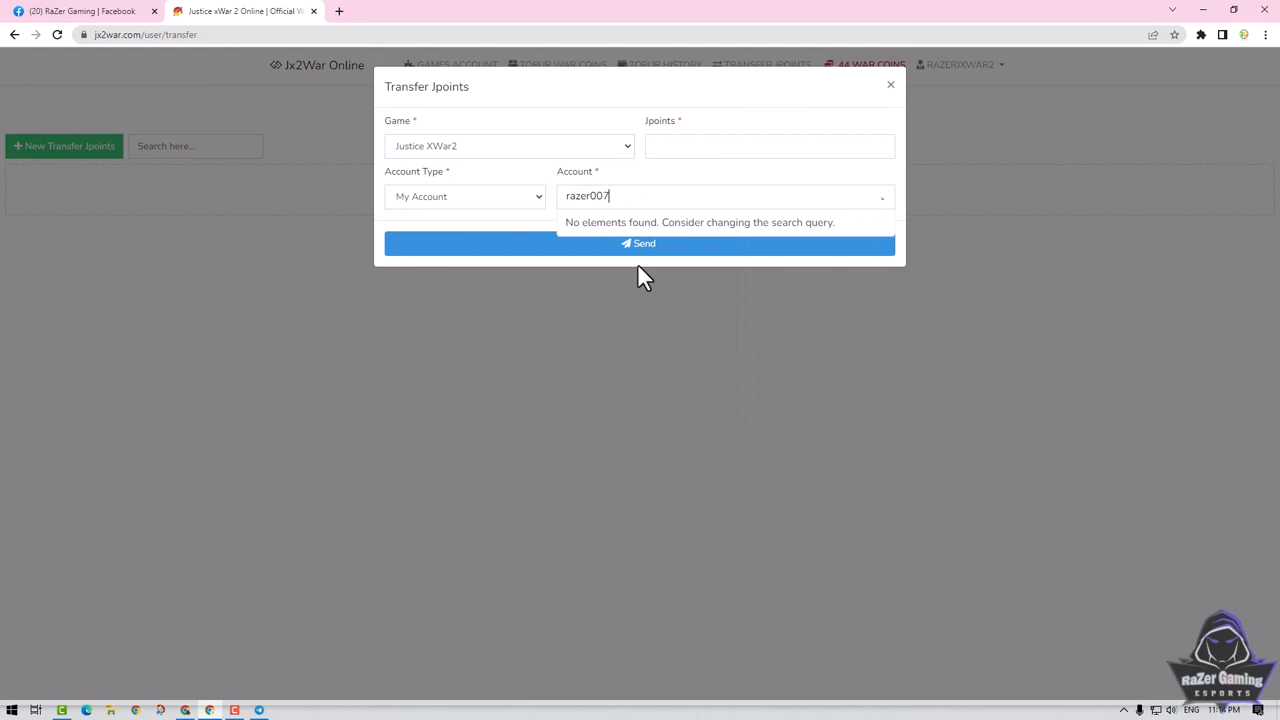 (20) RaZer Gaming | Facebook
Justice xWar 2 Online | Official W
jx2war.com/user/transfer
Jx2War Online
GAMES ACCOUNT
TOPUP WAR COINS
TOPUP HISTORY
TRANSFER JPOINTS
44 WAR COINS
RAZERJXWAR2
Transfer Jpoints
Game *
Jpoints *
New Transfer Jpoints
Search here...
Justice XWar2
Account Type *
Account *
My Account
razer007
No elements found. Consider changing the search query.
Send
RaZer Gaming
ESPORTS
ENG